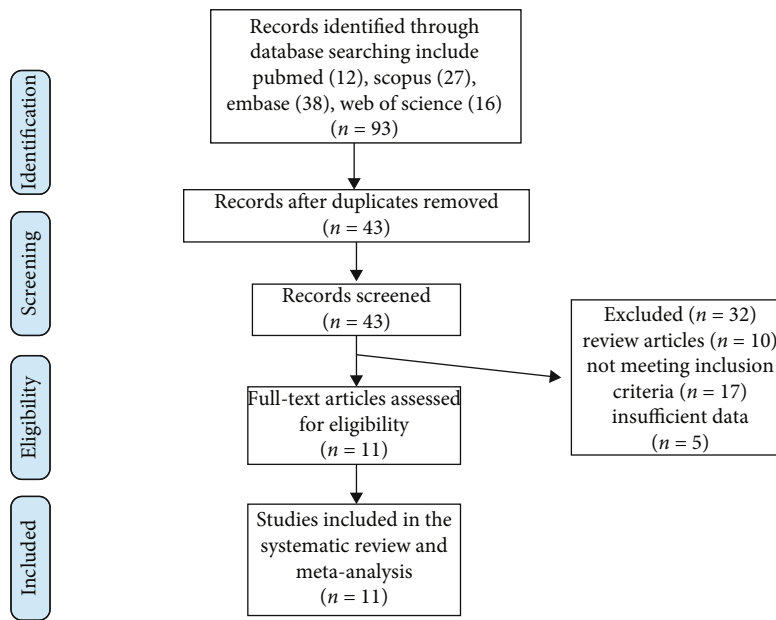 Identification
Records identified through
database searching include
pubmed (12), scopus (27),
embase (38), web of science (16)
(n = 93)
Records after duplicates removed
(n = 43)
Screening
Records screened
(n = 43)
Excluded (n = 32)
review articles (n = 10)
not meeting inclusion
criteria (n = 17)
insufficient data
(n = 5)
Eligibility
Full-text articles assessed
for eligibility
(n = 11)
Included
Studies included in the
systematic review and
meta-analysis
(n = 11)